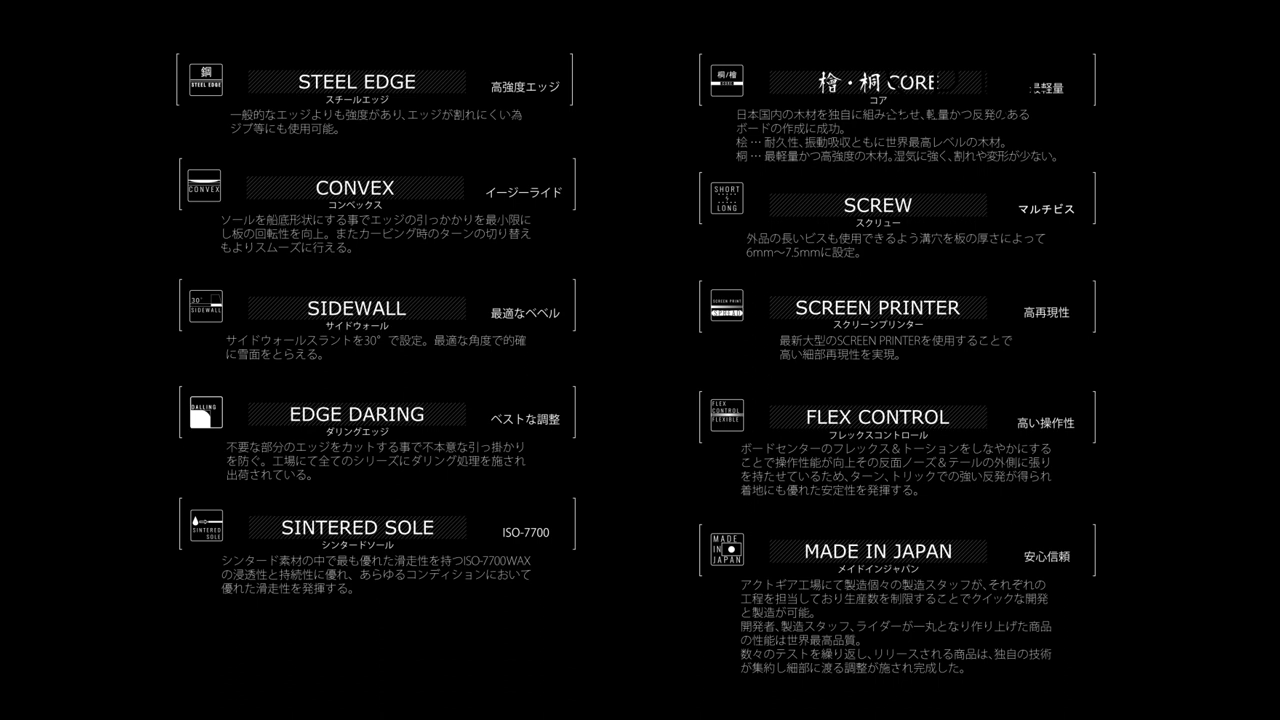 鋼
STEEL EDGE
STEEL EDGE
高強度エッジ
スチールエッジ
一般的なエッジよりも強度があり、エッジが割れにくい為
ジブ等にも使用可能。
CONVEX
CONVEX
イージーライド
コンベックス
ソールを船底形状にする事でエッジの引っかかりを最小限に
し板の回転性を向上。またカービング時のターンの切り替え
もよりスムーズに行える。
30°
SIDEWALL
SIDEWALL
最適なベベル
サイドウォール
サイドウォールスラントを30°で設定。最適な角度で的確
に雪面をとらえる。
DALLING
EDGE DARING
ベストな調整
ダリングエッジ
不要な部分のエッジをカットする事で不本意な引っ掛かり
を防ぐ。工場にて全てのシリーズにダリング処理を施され
出荷されている。
SINTERED
SOLE
SINTERED SOLE
ISO-7700
シンタードソール
シンタード素材の中で最も優れた滑走性を持つISO-7700WAX
の浸透性と持続性に優れ、あらゆるコンディションにおいて
優れた滑走性を発揮する。
桐/檜
檜・桐 CORE
軽量
コア
日本国内の木材を独自に組み合わせ、軽量かつ反発のある
ボードの作成に成功。
桧 … 耐久性、振動吸収ともに世界最高レベルの木材。
桐 … 最軽量かつ高強度の木材。湿気に強く、割れや変形が少ない。
SHORT
S
LONG
SCREW
マルチビス
スクリュー
外品の長いビスも使用できるよう溝穴を板の厚さによって
6mm〜7.5mmに設定。
SCREEN PRINT
SPREAD
SCREEN PRINTER
高再現性
スクリーンプリンター
最新大型のSCREEN PRINTERを使用することで
高い細部再現性を実現。
FLEX
CONTROL
FLEXIBLE
FLEX CONTROL
高い操作性
フレックスコントロール
ボードセンターのフレックス＆トーションをしなやかにする
ことで操作性能が向上その反面ノーズ＆テールの外側に張り
を持たせているため、ターン、トリックでの強い反発が得られ
着地にも優れた安定性を発揮する。
MADE
IN
JAPAN
MADE IN JAPAN
安心信頼
メイドインジャパン
アクトギア工場にて製造個々の製造スタッフが、それぞれの
工程を担当しており生産数を制限することでクイックな開発
と製造が可能。
開発者、製造スタッフ、ライダーが一丸となり作り上げた商品
の性能は世界最高品質。
数々のテストを繰り返し、リリースされる商品は、独自の技術
が集約し細部に渡る調整が施され完成した。